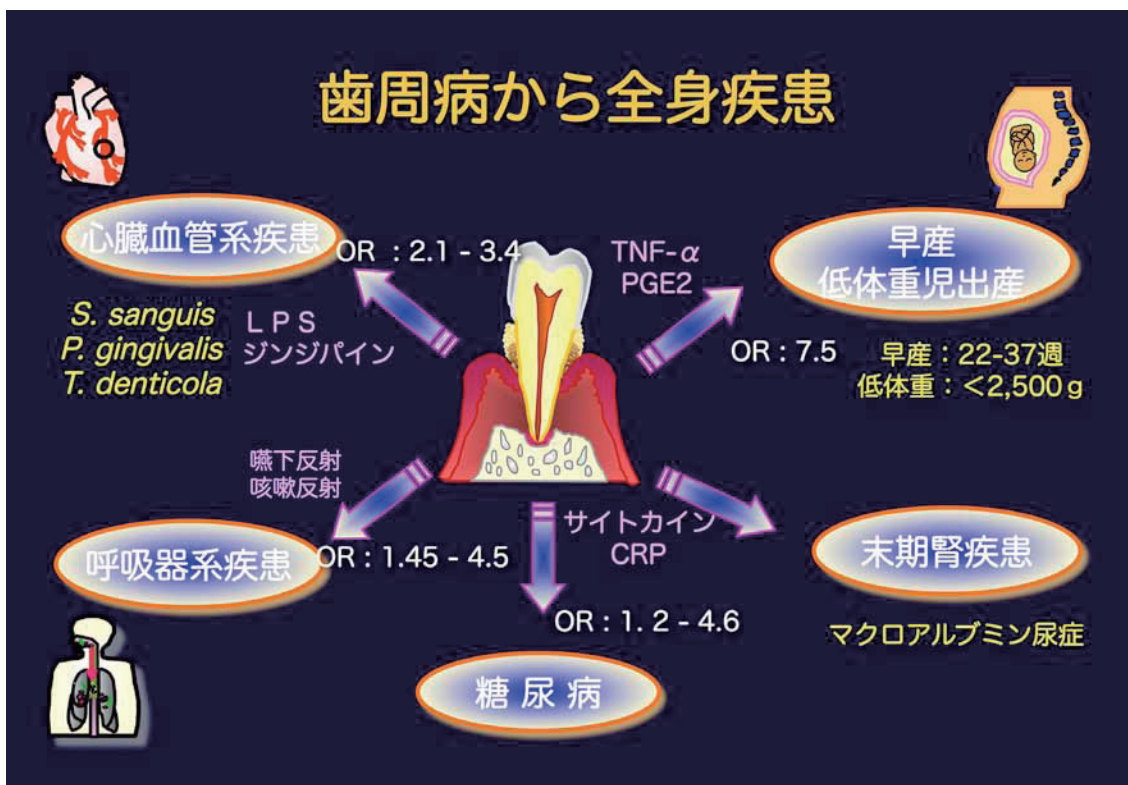 歯周病から全身疾患
心臓血管系疾患
OR : 2.1 - 3.4
S. sanguis
P. gingivalis
T. denticola
ＬＰＳ
ジンジパイン
TNF-α
PGE2
早産
低体重児出産
OR : 7.5
早産：22-37週
低体重：＜2,500ｇ
嚥下反射
咳嗽反射
呼吸器系疾患
OR : 1.45 - 4.5
サイトカイン
CRP
OR : 1. 2 - 4.6
糖 尿 病
末期腎疾患
マクロアルブミン尿症